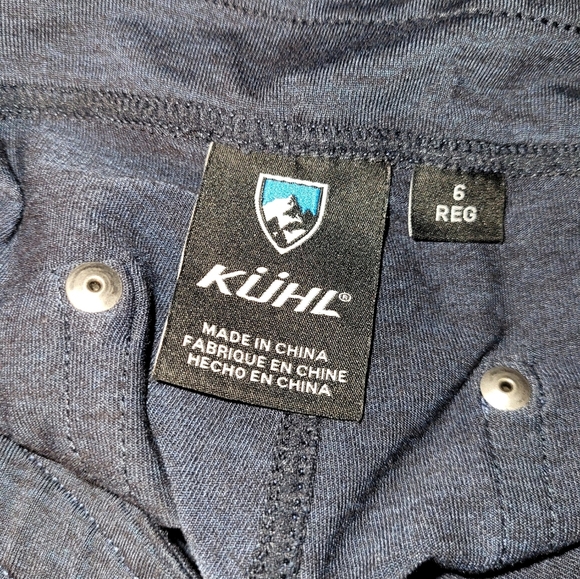 KÜHL®
MADE IN CHINA
FABRIQUE EN CHINE
HECHO EN CHINA
6
REG